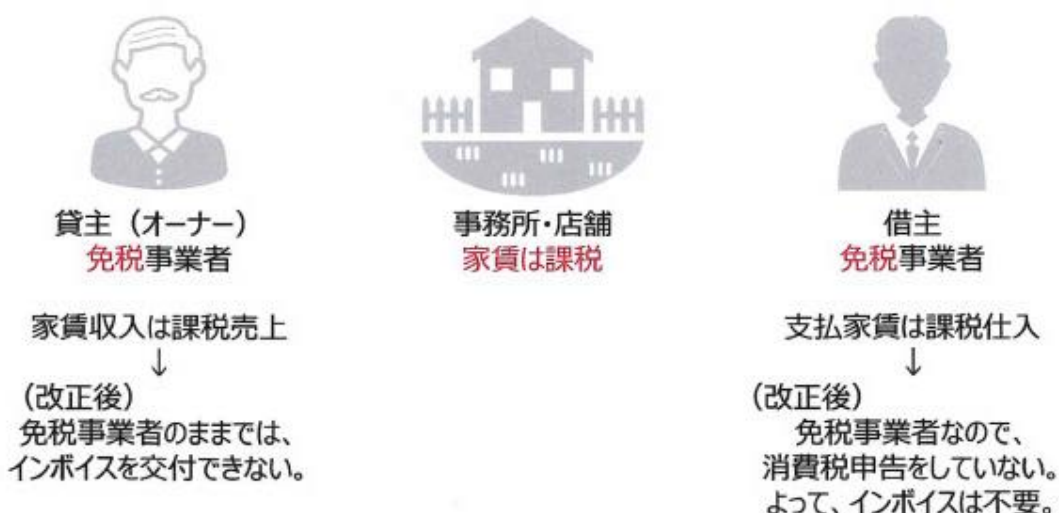 貸主（オーナー）
免税事業者
家賃収入は課税売上
↓
（改正後）
免税事業者のままでは、
インボイスを交付できない。
事務所・店舗
家賃は課税
借主
免税事業者
支払家賃は課税仕入
↓
（改正後）
免税事業者なので、
消費税申告をしていない。
よって、インボイスは不要。